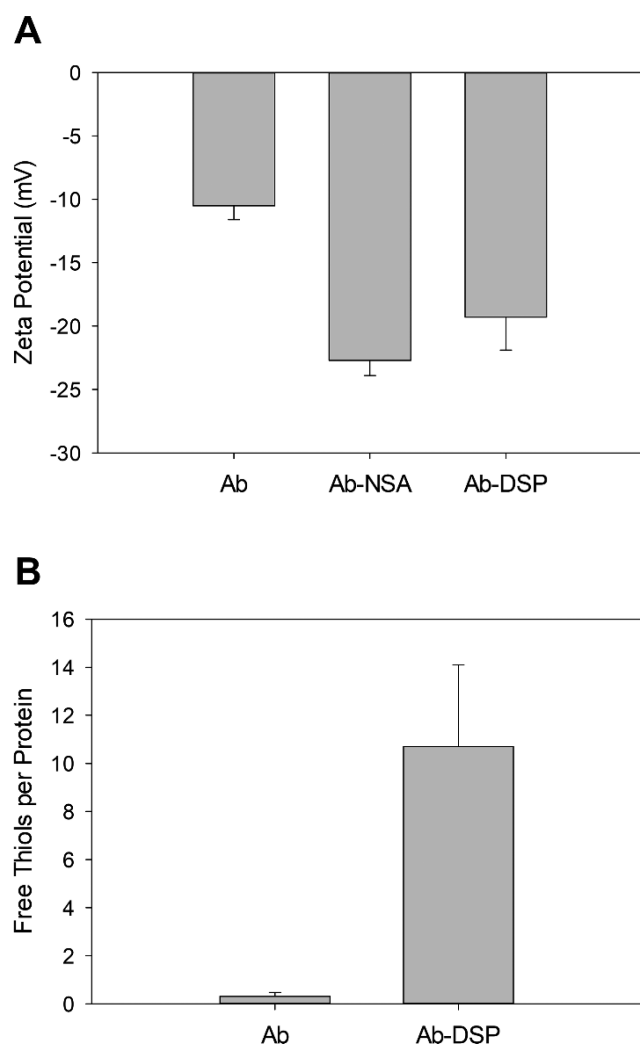 A
0
-5
-10
-15
-20
-25
-30
Zeta Potential (mV)
Ab Ab-NSA Ab-DSP
B
16
14
12
10
8
6
4
2
0
Free Thiols per Protein
Ab Ab-DSP